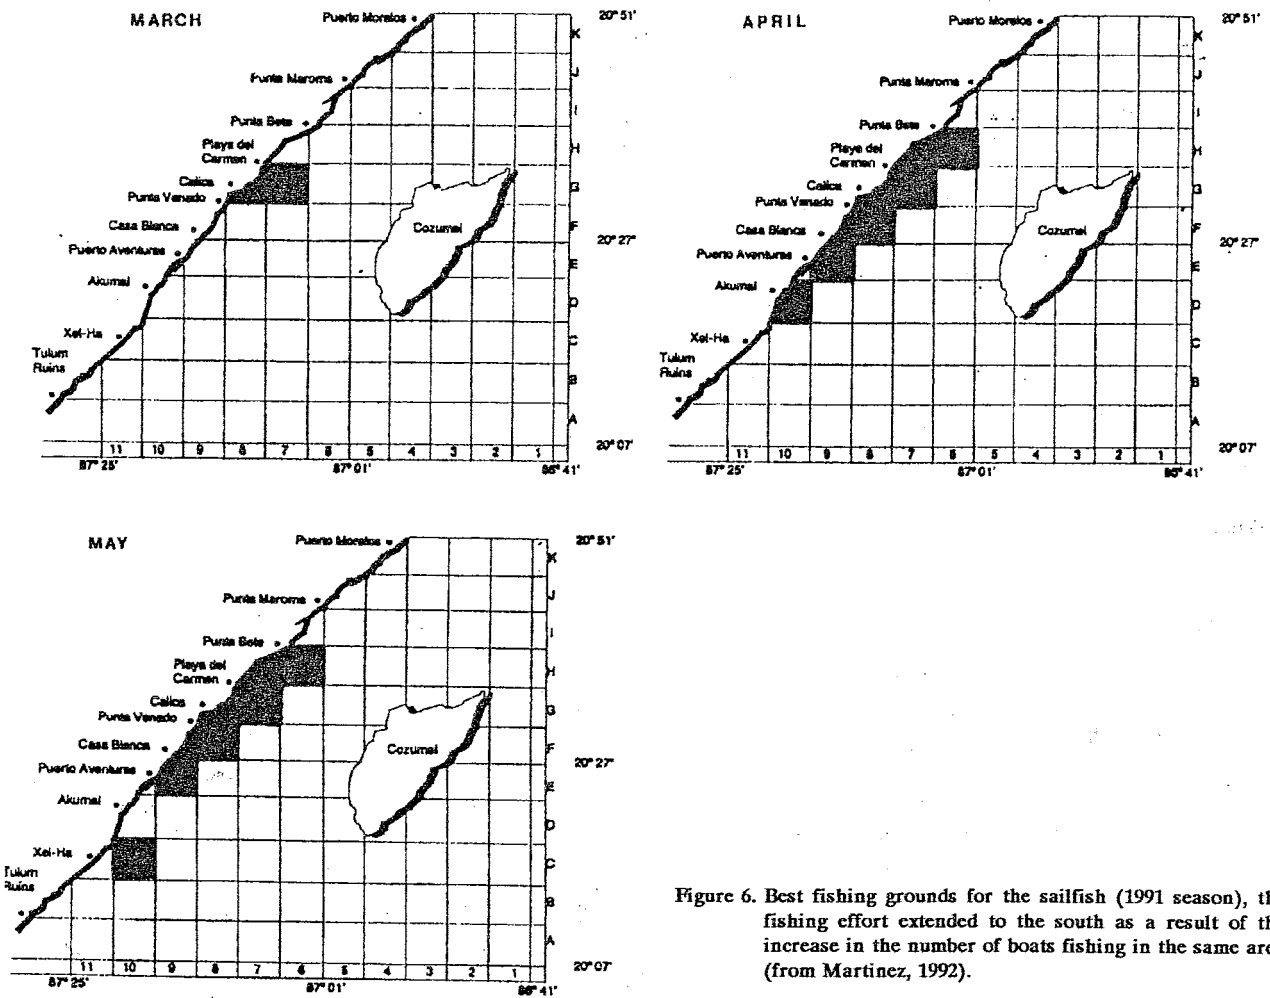 MARCH
Puerto Morelos
20° 51'
K
Punta Maroma
J
I
Punta Bete
H
Playa del
Carmen
Calica
G
Punta Venado
Casa Blanca
F
Cozumel
20° 27'
Puerto Aventuras
E
Akumal
D
Xel-Ha
C
Tulum
Ruins
B
A
20° 07'
11 10 9 8 7 6 5 4 3 2 1
87° 25' 87° 01' 86° 41'
APRIL
Puerto Morelos
20° 51'
K
Punta Maroma
J
I
Punta Bete
H
Playa del
Carmen
Calica
G
Punta Venado
Casa Blanca
F
Cozumel
20° 27'
Puerto Aventuras
E
Akumal
D
Xel-Ha
C
Tulum
Ruins
B
A
20° 07'
11 10 9 8 7 6 5 4 3 2 1
87° 25' 87° 01' 86° 41'
MAY
Puerto Morelos
20° 51'
K
Punta Maroma
J
I
Punta Bete
H
Playa del
Carmen
Calica
G
Punta Venado
Casa Blanca
F
Cozumel
20° 27'
Puerto Aventuras
E
Akumal
D
Xel-Ha
C
Tulum
Ruins
B
A
20° 07'
11 10 9 8 7 6 5 4 3 2 1
87° 25' 87° 01' 86° 41'
Figure 6. Best fishing grounds for the sailfish (1991 season), th
fishing effort extended to the south as a result of th
increase in the number of boats fishing in the same are
(from Martinez, 1992).